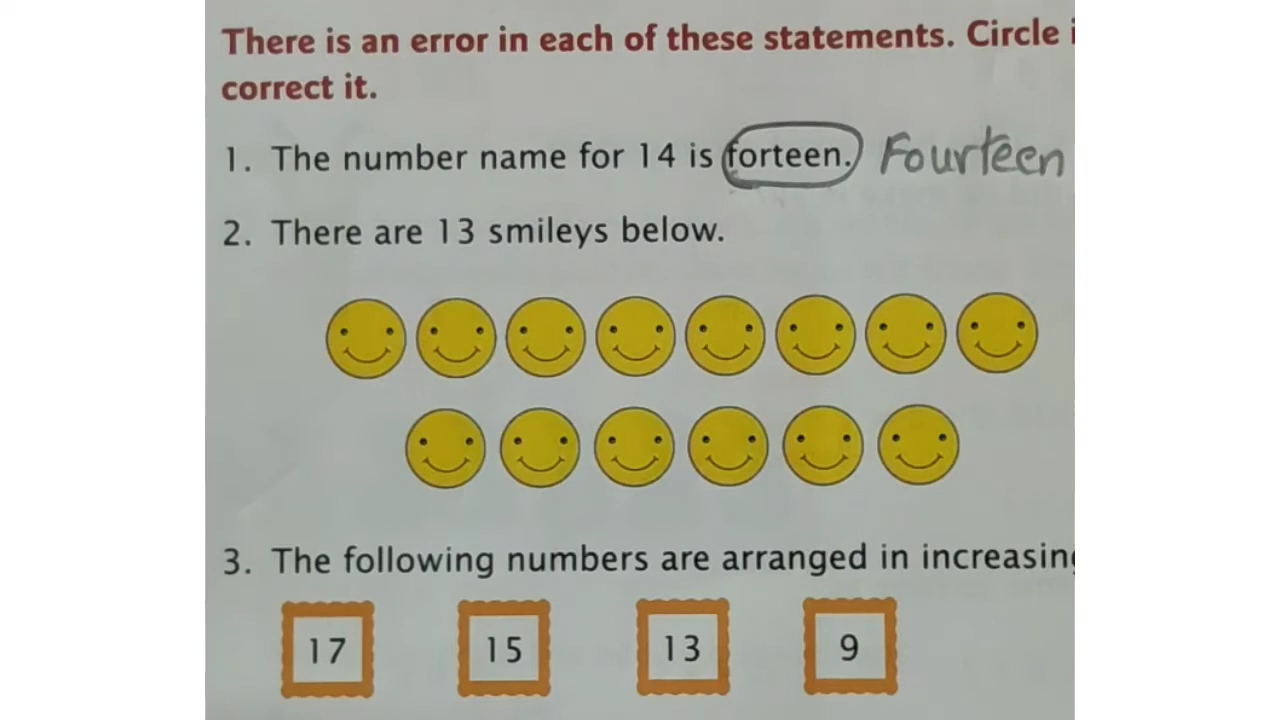 There is an error in each of these statements. Circle
correct it.
1. The number name for 14 is forteen. Fourteen
2. There are 13 smileys below.
3. The following numbers are arranged in
17 15 13 9